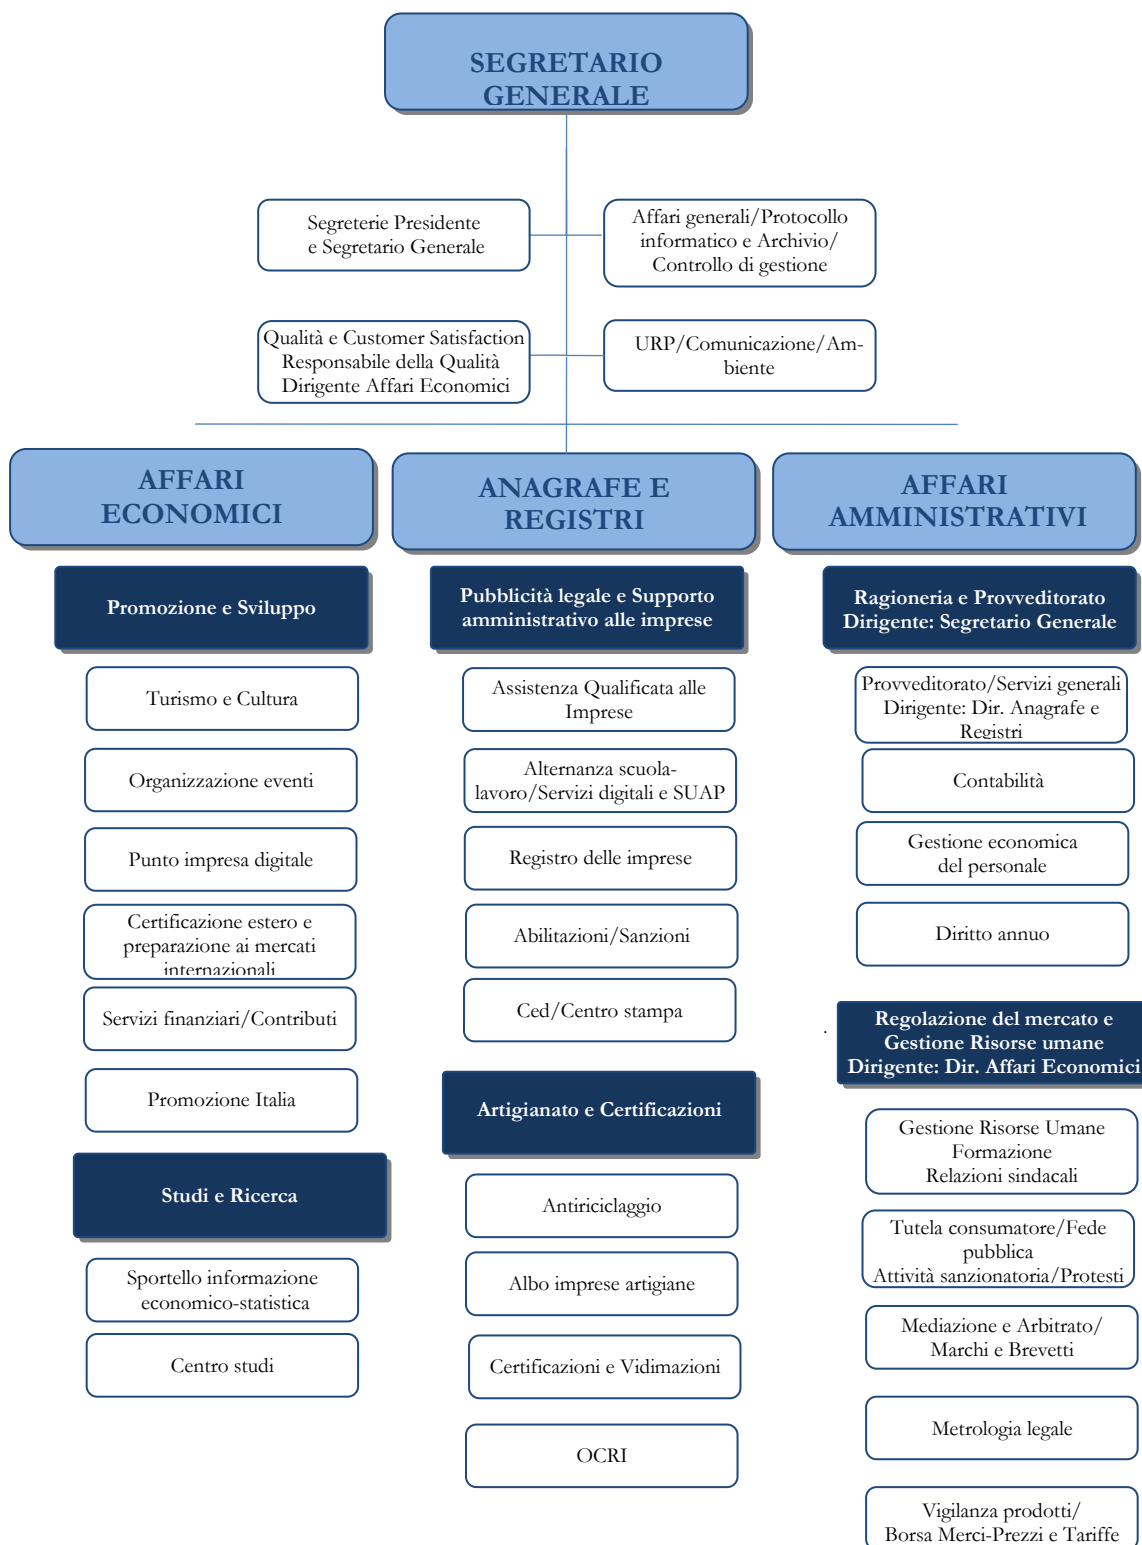 SEGRETARIO
GENERALE
Segreterie Presidente
e Segretario Generale
Affari generali/Protocollo
informatico e Archivio/
Controllo di gestione
Qualità e Customer Satisfaction
Responsabile della Qualità
Dirigente Affari Economici
URP/Comunicazione/Am-
biente
AFFARI
ECONOMICI
Promozione e Sviluppo
Turismo e Cultura
Organizzazione eventi
Punto impresa digitale
Certificazione estero e
preparazione ai mercati
internazionali
Servizi finanziari/Contributi
Promozione Italia
Studi e Ricerca
Sportello informazione
economico-statistica
Centro studi
ANAGRAFE E
REGISTRI
Pubblicità legale e Supporto
amministrativo alle imprese
Assistenza Qualificata alle
Imprese
Alternanza scuola-
lavoro/Servizi digitali e SUAP
Registro delle imprese
Abilitazioni/Sanzioni
Ced/Centro stampa
Artigianato e Certificazioni
Antiriciclaggio
Albo imprese artigiane
Certificazioni e Vidimazioni
OCRI
AFFARI
AMMINISTRATIVI
Ragioneria e Provveditorato
Dirigente: Segretario Generale
Provveditorato/Servizi generali
Dirigente: Dir. Anagrafe e
Registri
Contabilità
Gestione economica
del personale
Diritto annuo
.
Regolazione del mercato e
Gestione Risorse umane
Dirigente: Dir. Affari Economici
Gestione Risorse Umane
Formazione
Relazioni sindacali
Tutela consumatore/Fede
pubblica
Attività sanzionatoria/Protesti
Mediazione e Arbitrato/
Marchi e Brevetti
Metrologia legale
Vigilanza prodotti/
Borsa Merci-Prezzi e Tariffe